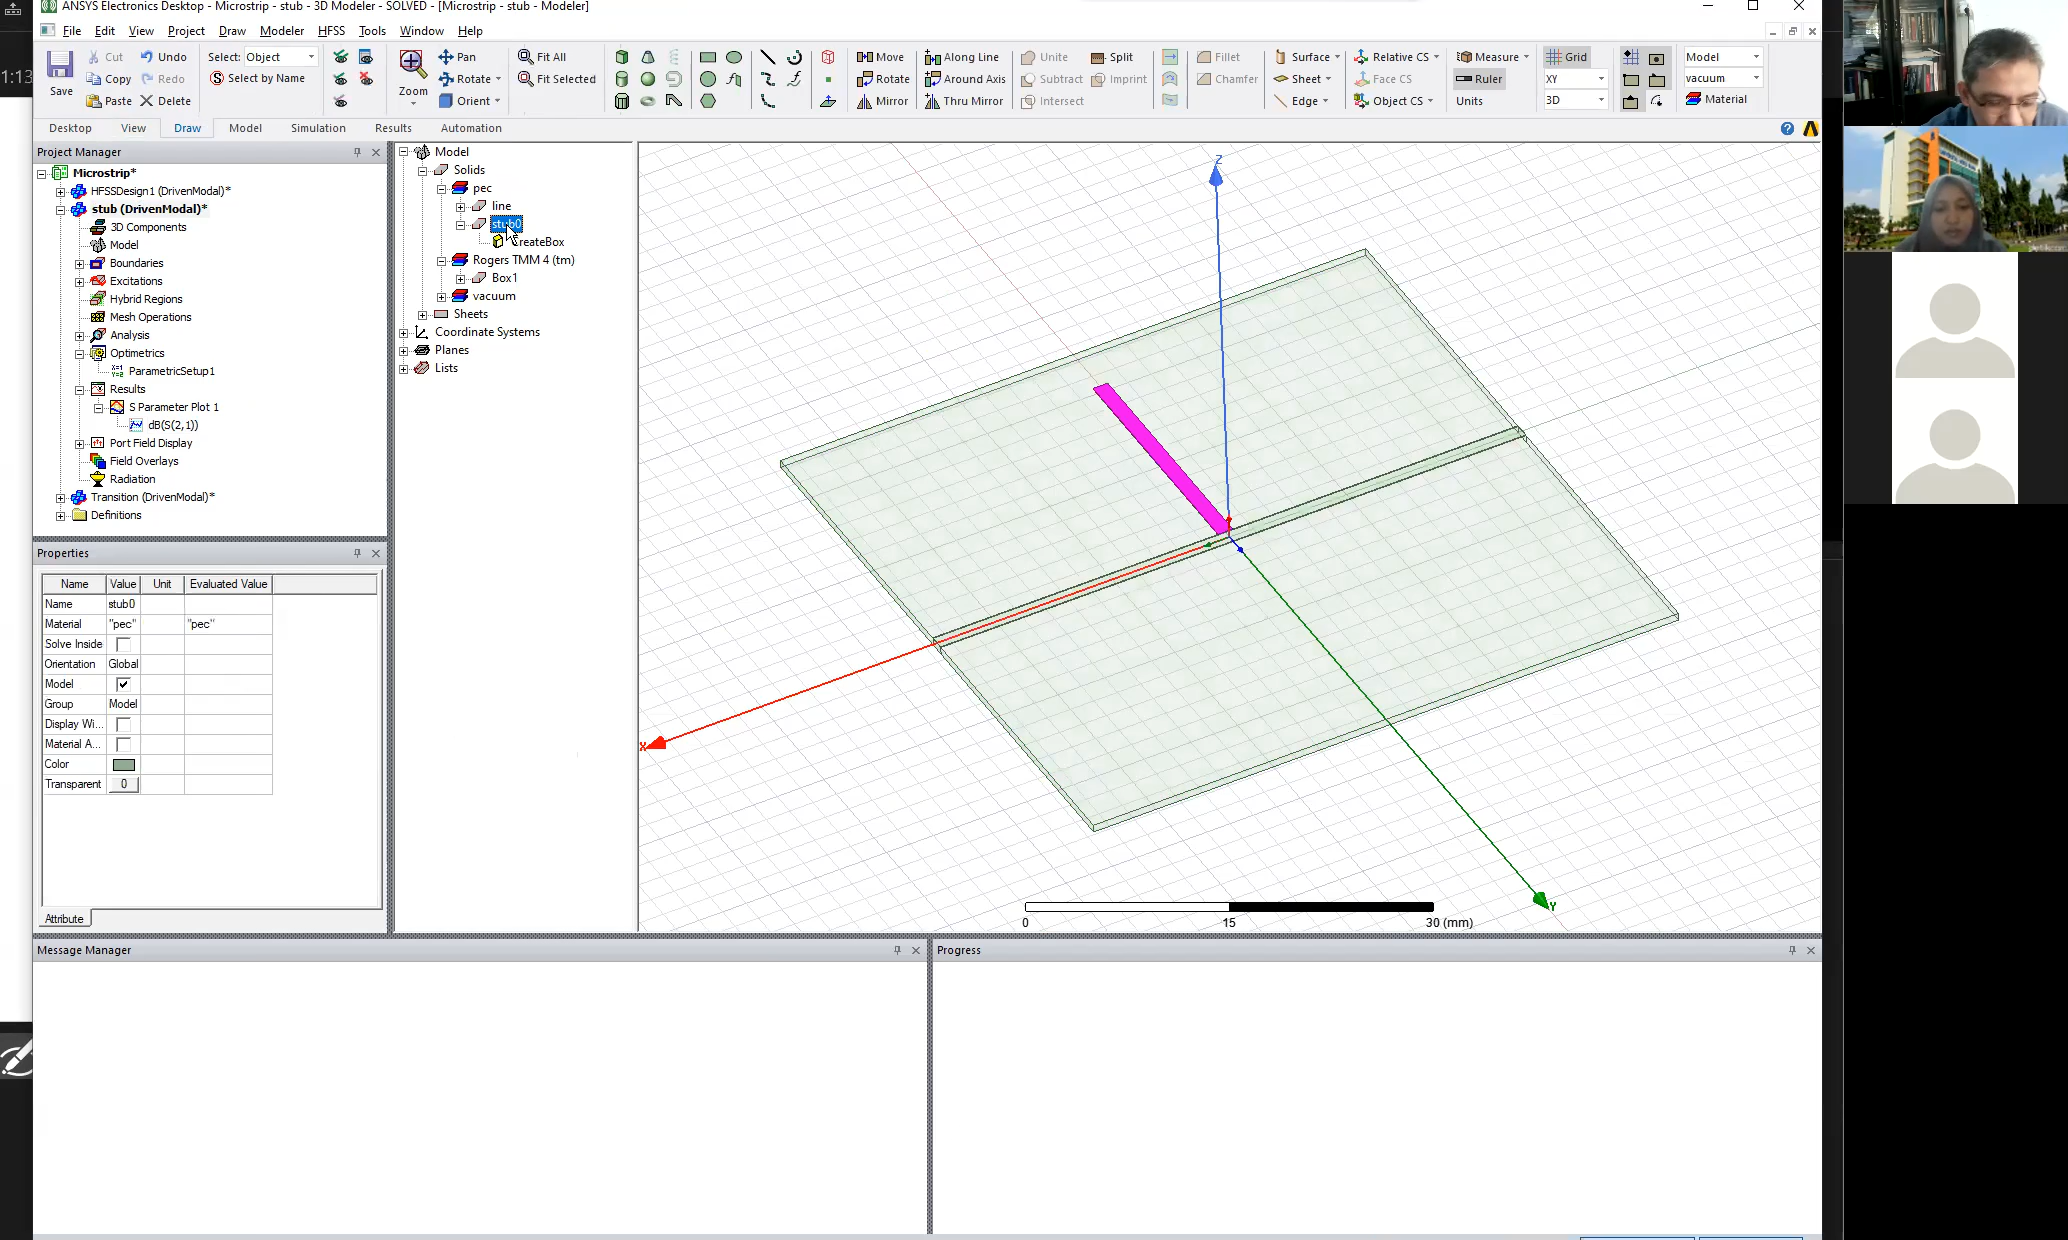 ANSYS Electronics Desktop - Microstrip - stub - 3D Modeler - SOLVED - [Microstrip - stub - Modeler]
File Edit View Project Draw Modeler HFSS Tools Window Help
1:13
Save
Cut
Copy
Paste
Undo
Redo
Delete
Select: Object
Select by Name
Zoom
Pan
Rotate
Orient
Fit All
Fit Selected
Move
Rotate
Mirror
Along Line
Around Axis
Thru Mirror
Unite
Subtract
Intersect
Split
Imprint
Fillet
Chamfer
Surface
Sheet
Edge
Relative CS
Face CS
Object CS
Measure
Ruler
Units
Grid
XY
3D
Model
vacuum
Material
Desktop View Draw Model Simulation Results Automation
Project Manager
Microstrip*
HFSSDesign1 (DrivenModal)*
stub (DrivenModal)*
3D Components
Model
Boundaries
Excitations
Hybrid Regions
Mesh Operations
Analysis
Optimetrics
ParametricSetup1
Results
S Parameter Plot 1
dB(S(2,1))
Port Field Display
Field Overlays
Radiation
Transition (DrivenModal)*
Definitions
Model
Solids
pec
line
stub0
CreateBox
Rogers TMM 4 (tm)
Box1
vacuum
Sheets
Coordinate Systems
Planes
Lists
Properties
Name Value Unit Evaluated Value
Name stub0
Material "pec" "pec"
Solve Inside
Orientation Global
Model
Group Model
Display Wi...
Material A...
Color
Transparent 0
Attribute
Z
X
Y
0 15 30 (mm)
Message Manager
Progress